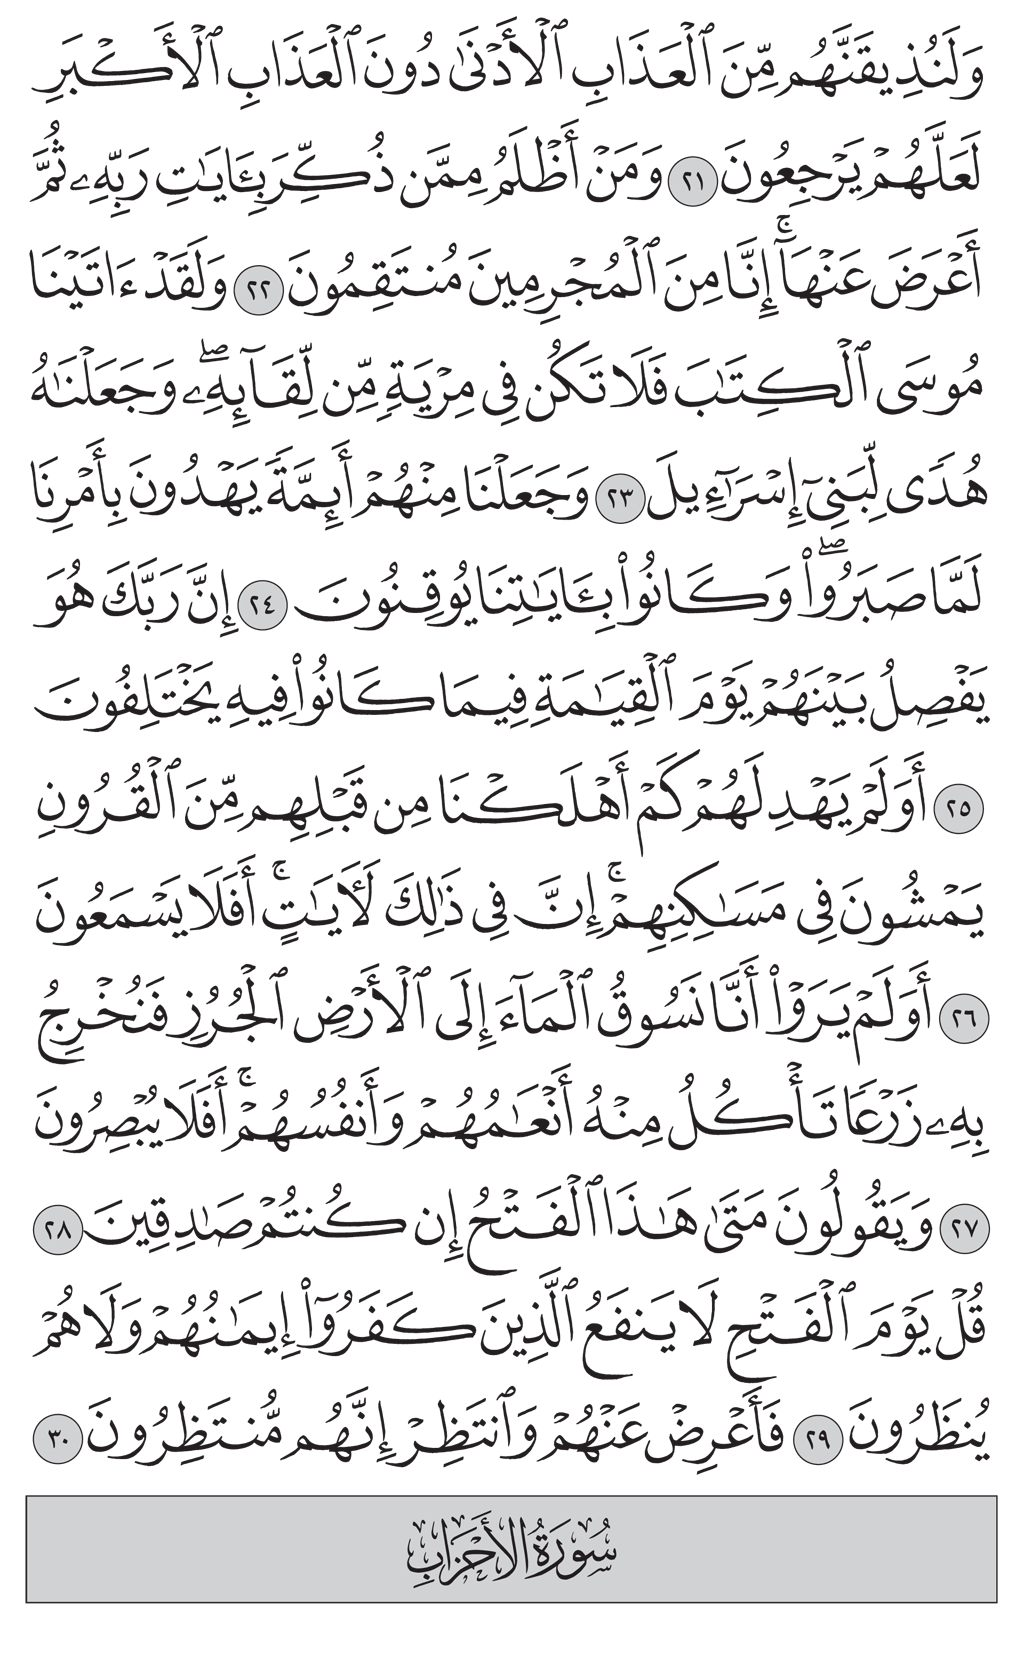 وَلَنُذِيقَنَّهُم مِّنَ ٱلْعَذَابِ ٱلْأَدْنَىٰ دُونَ ٱلْعَذَابِ ٱلْأَكْبَرِ
لَعَلَّهُمْ يَرْجِعُونَ ٢١ وَمَنْ أَظْلَمُ مِمَّن ذُكِّرَ بِـَٔايَـٰتِ رَبِّهِۦ ثُمَّ
أَعْرَضَ عَنْهَآ ۚ إِنَّا مِنَ ٱلْمُجْرِمِينَ مُنتَقِمُونَ ٢٢ وَلَقَدْ ءَاتَيْنَا
مُوسَى ٱلْكِتَـٰبَ فَلَا تَكُن فِى مِرْيَةٍ مِّن لِّقَآئِهِۦ ۖ وَجَعَلْنَـٰهُ
هُدًى لِّبَنِىٓ إِسْرَٰٓءِيلَ ٢٣ وَجَعَلْنَا مِنْهُمْ أَئِمَّةً يَهْدُونَ بِأَمْرِنَا
لَمَّا صَبَرُوا۟ ۖ وَكَانُوا۟ بِـَٔايَـٰتِنَا يُوقِنُونَ ٢٤ إِنَّ رَبَّكَ هُوَ
يَفْصِلُ بَيْنَهُمْ يَوْمَ ٱلْقِيَـٰمَةِ فِيمَا كَانُوا۟ فِيهِ يَخْتَلِفُونَ
٢٥ أَوَلَمْ يَهْدِ لَهُمْ كَمْ أَهْلَكْنَا مِن قَبْلِهِم مِّنَ ٱلْقُرُونِ
يَمْشُونَ فِى مَسَـٰكِنِهِمْ ۚ إِنَّ فِى ذَٰلِكَ لَـَٔايَـٰتٍ ۚ أَفَلَا يَسْمَعُونَ
٢٦ أَوَلَمْ يَرَوْا۟ أَنَّا نَسُوقُ ٱلْمَآءَ إِلَى ٱلْأَرْضِ ٱلْجُرُزِ فَنُخْرِجُ
بِهِۦ زَرْعًا تَأْكُلُ مِنْهُ أَنْعَـٰمُهُمْ وَأَنفُسُهُمْ ۚ أَفَلَا يُبْصِرُونَ
٢٧ وَيَقُولُونَ مَتَىٰ هَـٰذَا ٱلْفَتْحُ إِن كُنتُمْ صَـٰدِقِينَ ٢٨
قُلْ يَوْمَ ٱلْفَتْحِ لَا يَنفَعُ ٱلَّذِينَ كَفَرُوٓا۟ إِيمَـٰنُهُمْ وَلَا هُمْ
يُنظَرُونَ ٢٩ فَأَعْرِضْ عَنْهُمْ وَٱنتَظِرْ إِنَّهُم مُّنتَظِرُونَ ٣٠
سُورَةُ الأَحْزَابِ